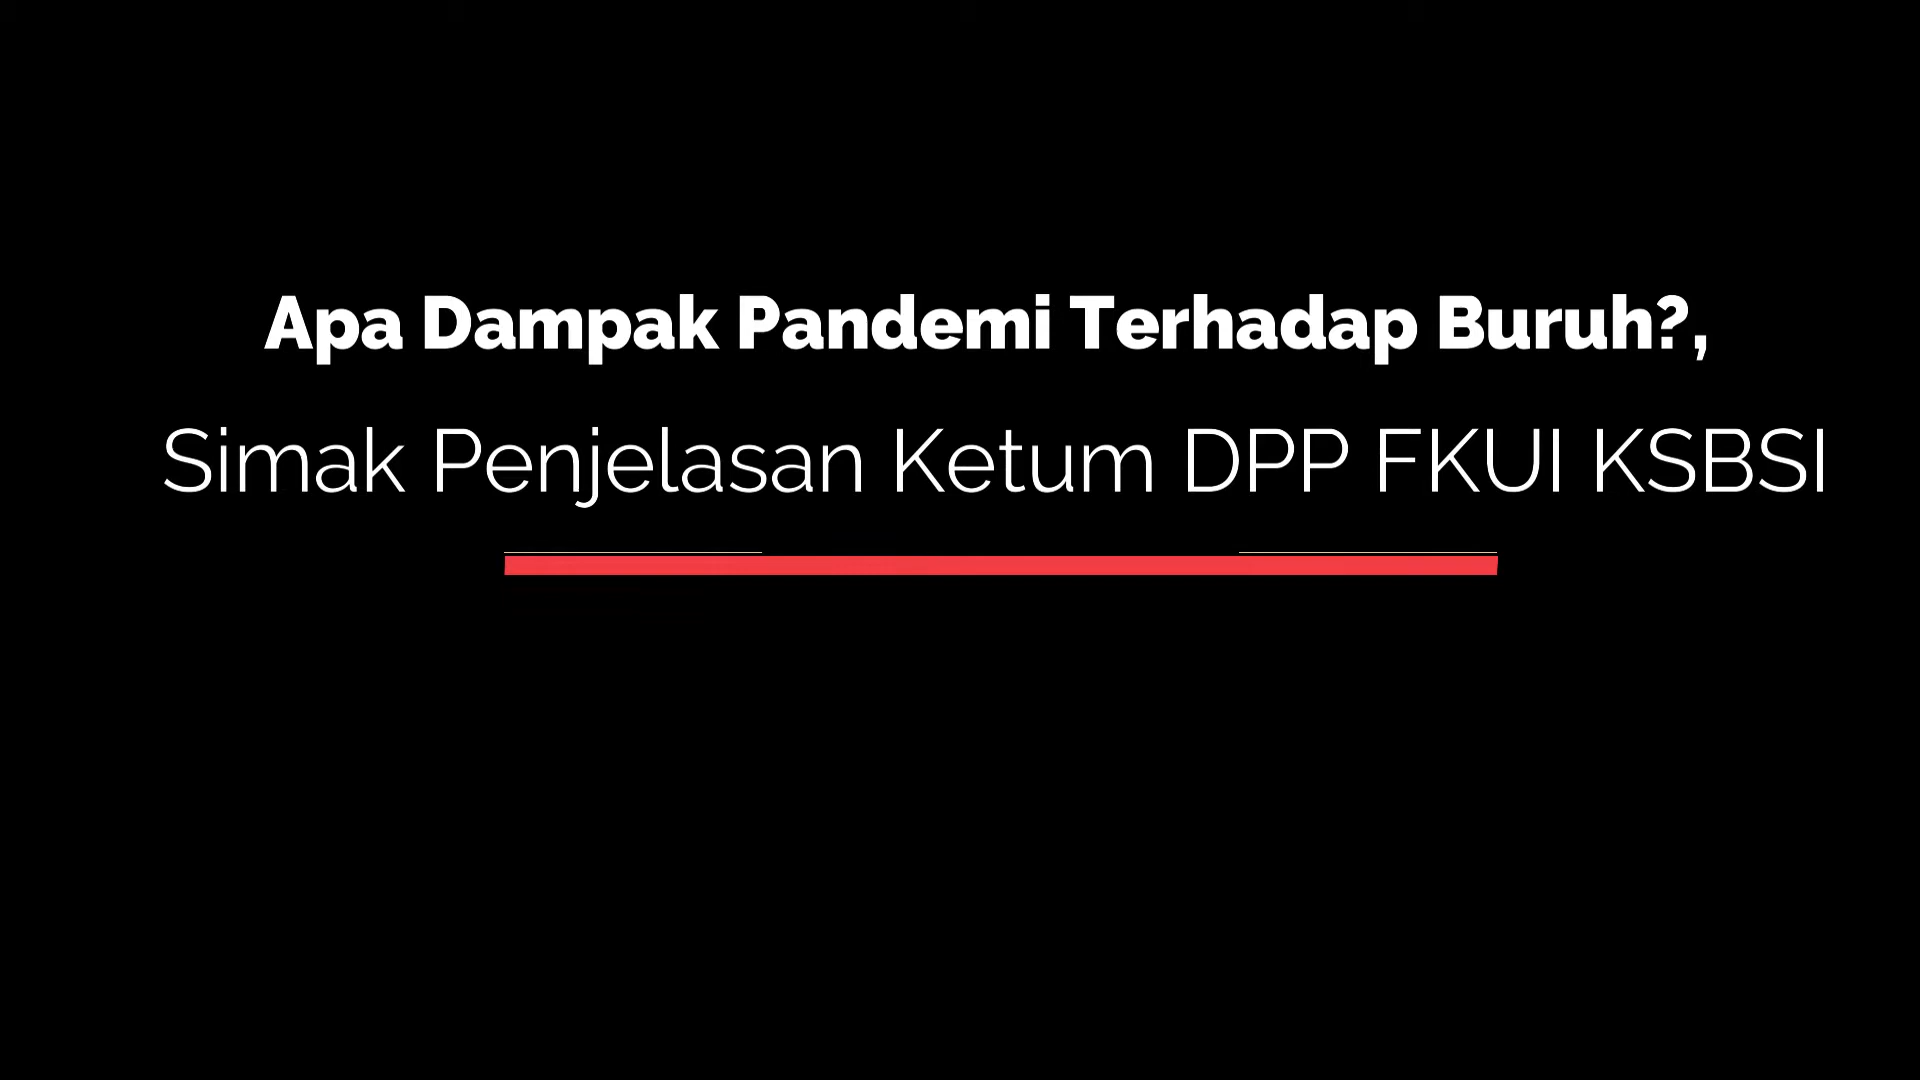 Apa Dampak Pandemi Terhadap Buruh?,
Simak Penjelasan Ketum DPP FKUI KSBSI